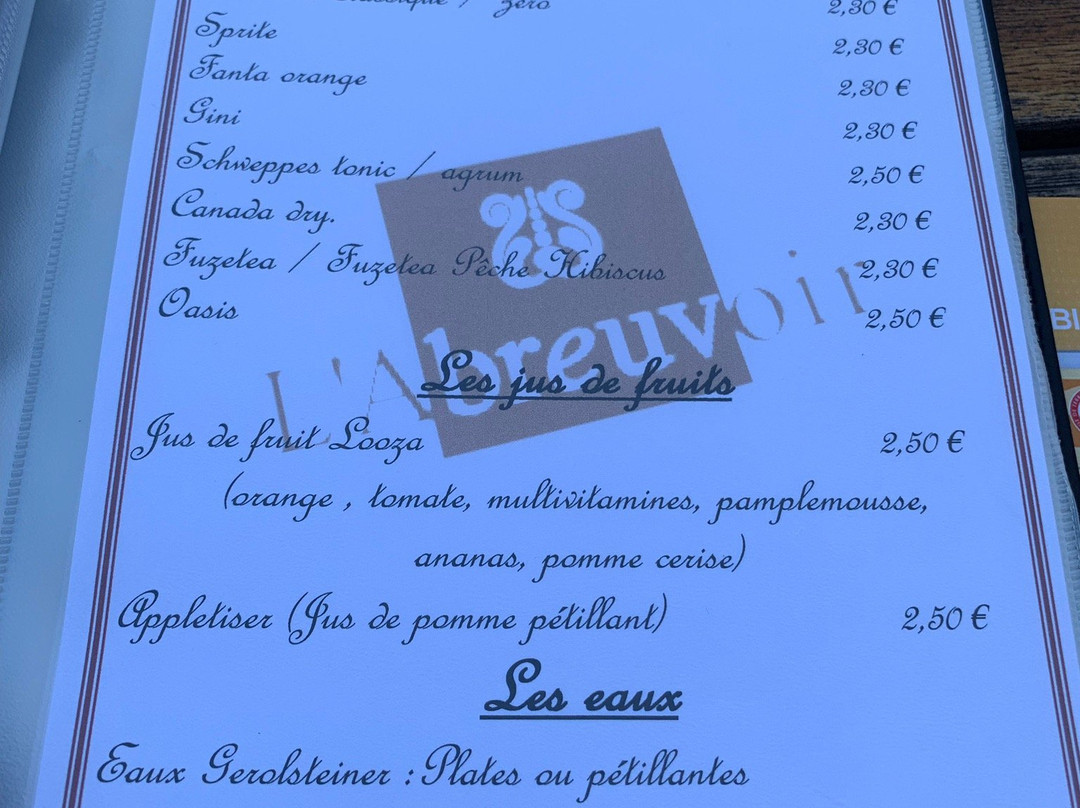 zéro 2,30 €
Sprite 2,30 €
Fanta orange 2,30 €
Gini 2,30 €
Schweppes tonic / agrum 2,50 €
Canada dry. 2,30 €
Fuzetea / Fuzetea Pêche Hibiscus 2,30 €
Oasis 2,50 €
L'Abreuvoir
Les jus de fruits
Jus de fruit Looza 2,50 €
(orange , tomate, multivitamines, pamplemousse,
ananas, pomme cerise)
Appletiser (Jus de pomme pétillant) 2,50 €
Les eaux
Eaux Gerolsteiner : Plates ou pétillantes